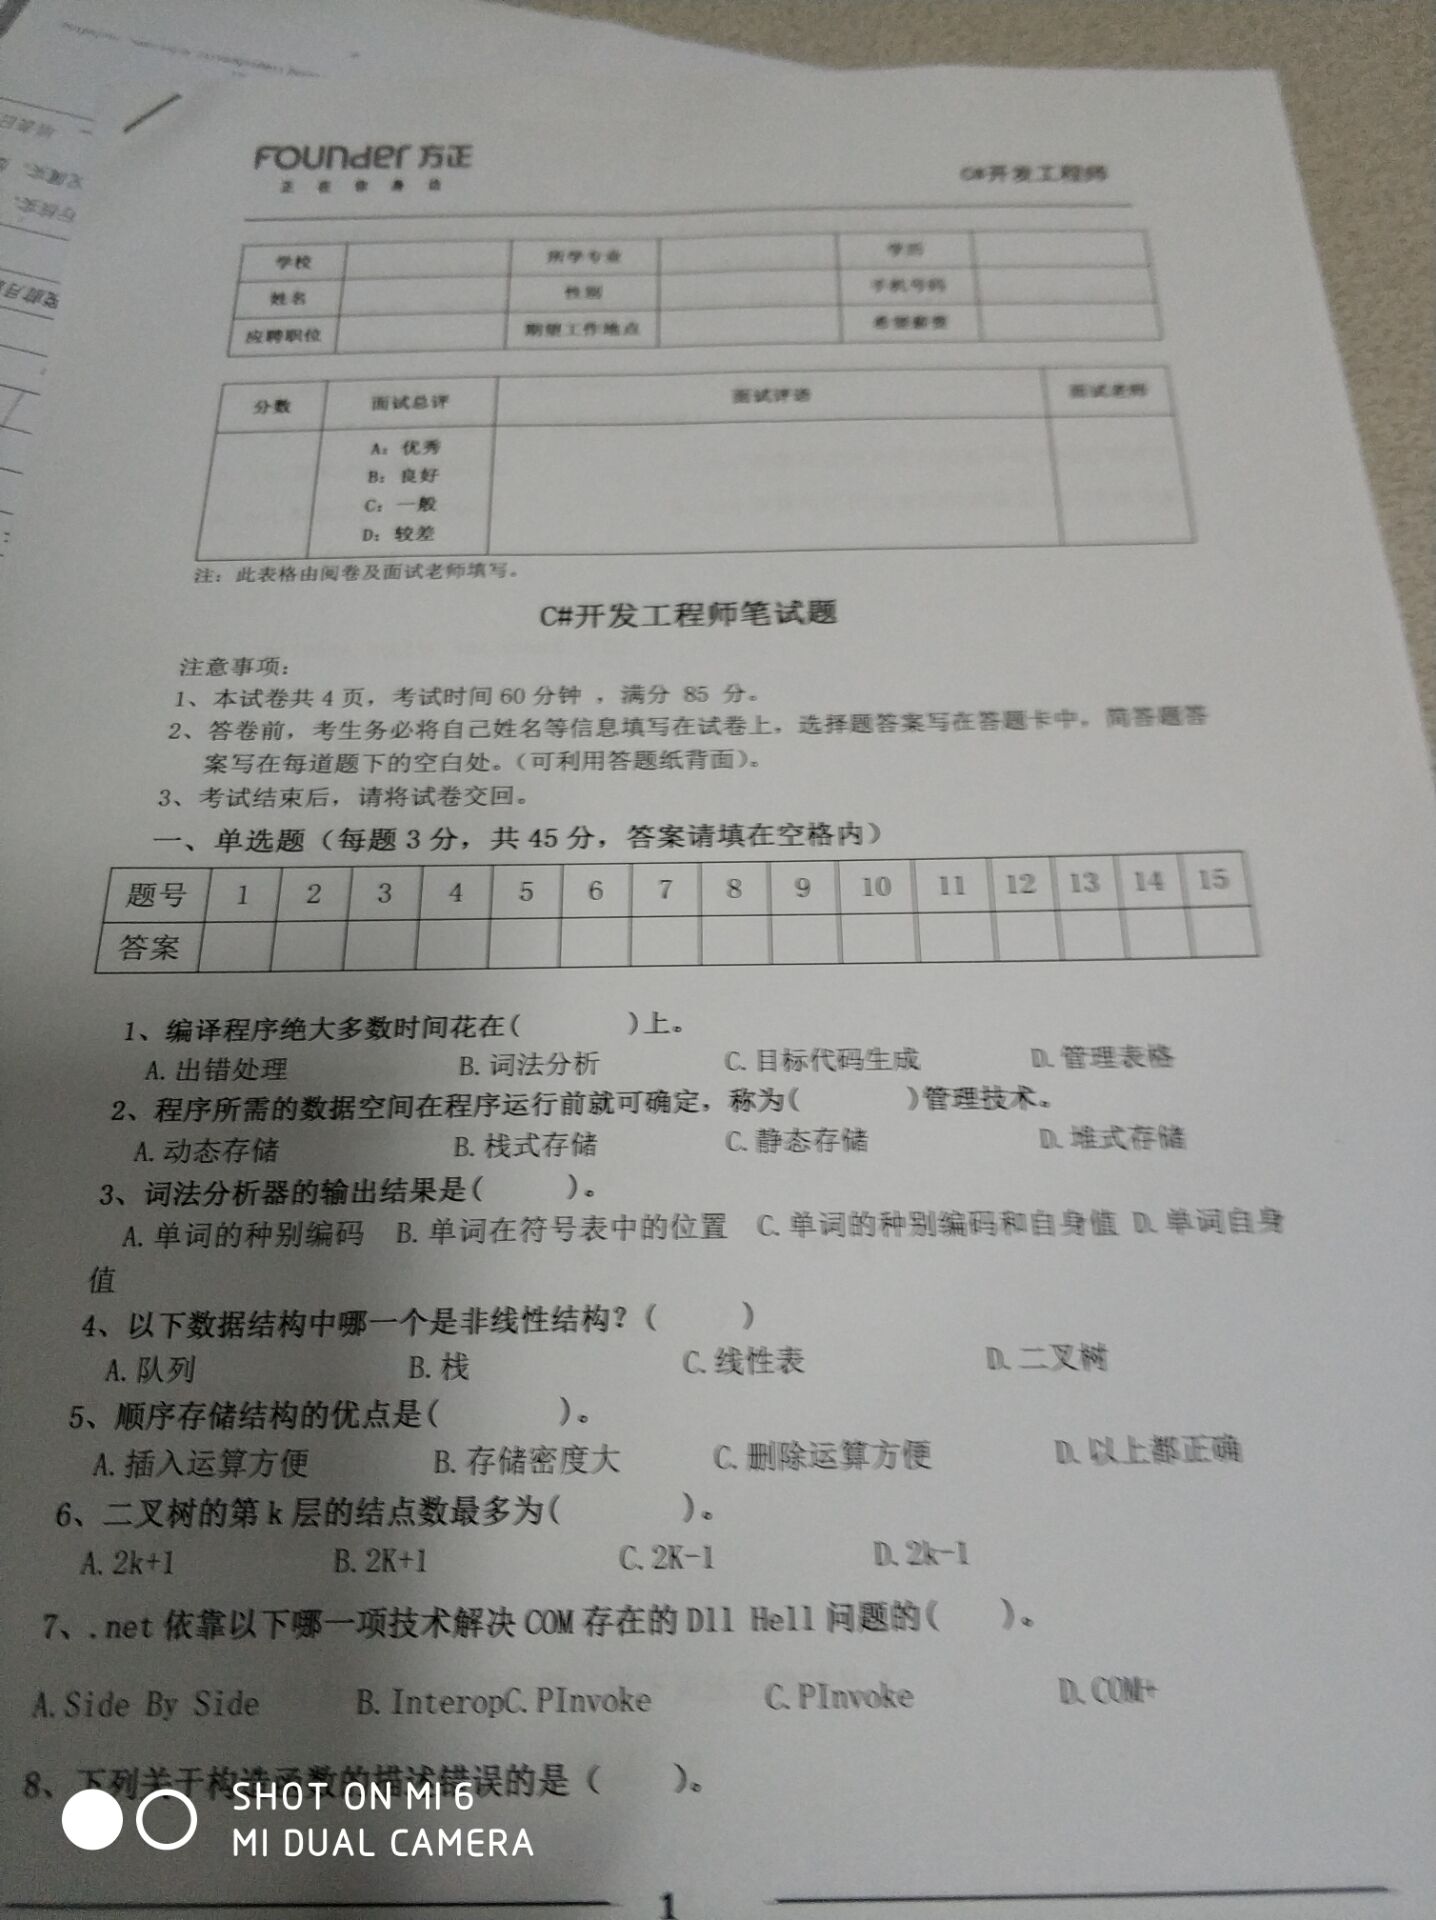 Founder 方正
正在你身边
C#开发工程师
学校 所学专业 学历
姓名 性别 手机号码
应聘职位 期望工作地点 希望薪资
分数 面试总评 面试评语 面试老师
A：优秀
B：良好
C：一般
D：较差
注：此表格由阅卷及面试老师填写。
C#开发工程师笔试题
注意事项：
1、本试卷共 4 页，考试时间 60 分钟 ，满分 85 分。
2、答卷前，考生务必将自己姓名等信息填写在试卷上，选择题答案写在答题卡中。简答题答
案写在每道题下的空白处。（可利用答题纸背面）。
3、考试结束后，请将试卷交回。
一、单选题（每题 3 分，共 45 分，答案请填在空格内）
题号 1 2 3 4 5 6 7 8 9 10 11 12 13 14 15
答案
1、编译程序绝大多数时间花在( )上。
A. 出错处理 B. 词法分析 C. 目标代码生成 D. 管理表格
2、程序所需的数据空间在程序运行前就可确定，称为( )管理技术。
A. 动态存储 B. 栈式存储 C. 静态存储 D. 堆式存储
3、词法分析器的输出结果是( )。
A. 单词的种别编码 B. 单词在符号表中的位置 C. 单词的种别编码和自身值 D. 单词自身
值
4、以下数据结构中哪一个是非线性结构？( )
A. 队列 B. 栈 C. 线性表 D. 二叉树
5、顺序存储结构的优点是( )。
A. 插入运算方便 B. 存储密度大 C. 删除运算方便 D. 以上都正确
6、二叉树的第 k 层的结点数最多为( )。
A. 2k+1 B. 2K+1 C. 2K-1 D. 2k-1
7、.net 依靠以下哪一项技术解决 COM 存在的 Dll Hell 问题的( )。
A. Side By Side B. InteropC. PInvoke C. PInvoke D. COM+
8、下列关于构造函数的描述错误的是（ )。
SHOT ON MI 6
MI DUAL CAMERA
1